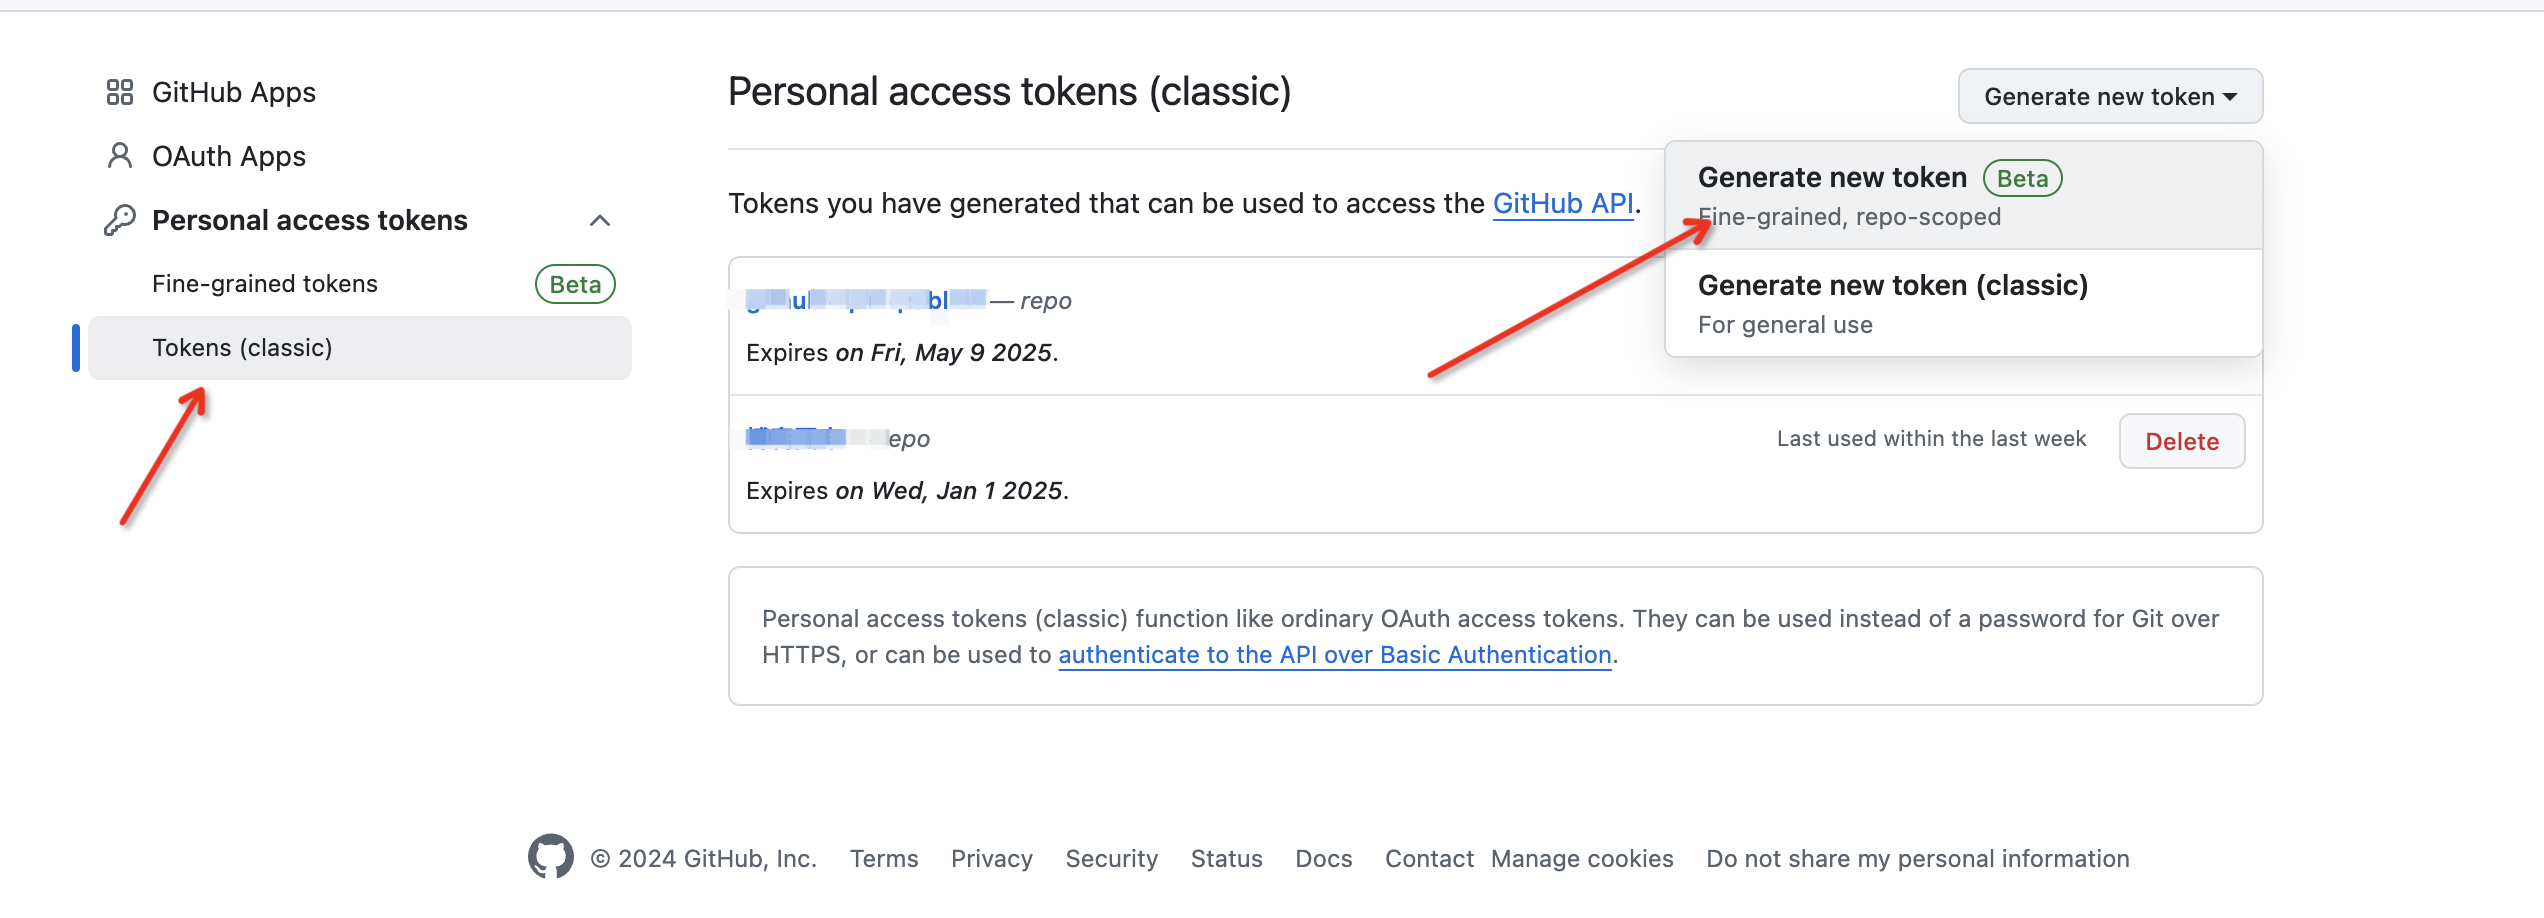 GitHub Apps
OAuth Apps
Personal access tokens
Fine-grained tokens Beta
Tokens (classic)
Personal access tokens (classic)
Generate new token
Generate new token Beta
Fine-grained, repo-scoped
Generate new token (classic)
For general use
Tokens you have generated that can be used to access the GitHub API.
— repo
Expires on Fri, May 9 2025.
Last used within the last week
Delete
Expires on Wed, Jan 1 2025.
Personal access tokens (classic) function like ordinary OAuth access tokens. They can be used instead of a password for Git over
HTTPS, or can be used to authenticate to the API over Basic Authentication.
© 2024 GitHub, Inc. Terms Privacy Security Status Docs Contact Manage cookies Do not share my personal information